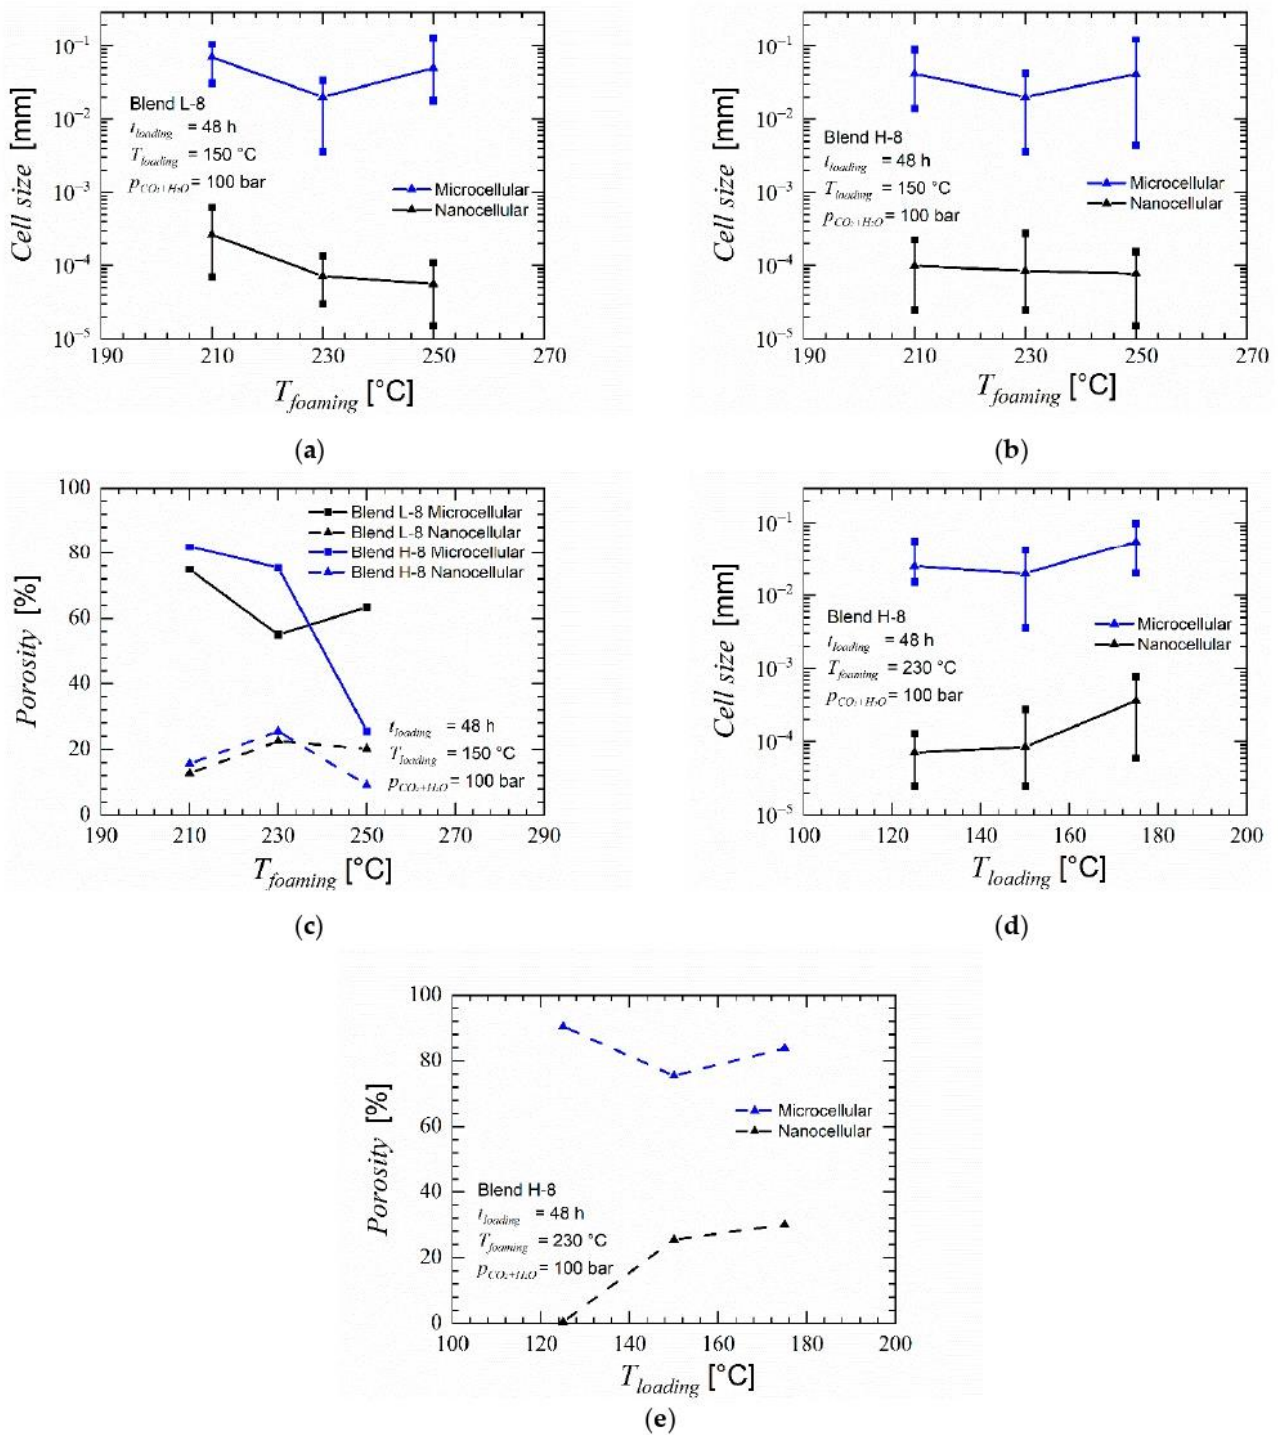 Cell size [mm]
10⁻¹
10⁻²
10⁻³
10⁻⁴
10⁻⁵
Blend L-8
t_loading = 48 h
T_loading = 150 °C
p_CO₂+H₂O = 100 bar
Microcellular
Nanocellular
190 210 230 250 270
T_foaming [°C]
(a)
Cell size [mm]
10⁻¹
10⁻²
10⁻³
10⁻⁴
10⁻⁵
Blend H-8
t_loading = 48 h
T_loading = 150 °C
p_CO₂+H₂O = 100 bar
Microcellular
Nanocellular
190 210 230 250 270
T_foaming [°C]
(b)
Porosity [%]
100
80
60
40
20
0
Blend L-8 Microcellular
Blend L-8 Nanocellular
Blend H-8 Microcellular
Blend H-8 Nanocellular
t_loading = 48 h
T_loading = 150 °C
p_CO₂+H₂O = 100 bar
190 210 230 250 270 290
T_foaming [°C]
(c)
Cell size [mm]
10⁻¹
10⁻²
10⁻³
10⁻⁴
10⁻⁵
Blend H-8
t_loading = 48 h
T_foaming = 230 °C
p_CO₂+H₂O = 100 bar
Microcellular
Nanocellular
100 120 140 160 180 200
T_loading [°C]
(d)
Porosity [%]
100
80
60
40
20
0
Microcellular
Nanocellular
Blend H-8
t_loading = 48 h
T_foaming = 230 °C
p_CO₂+H₂O = 100 bar
100 120 140 160 180 200
T_loading [°C]
(e)